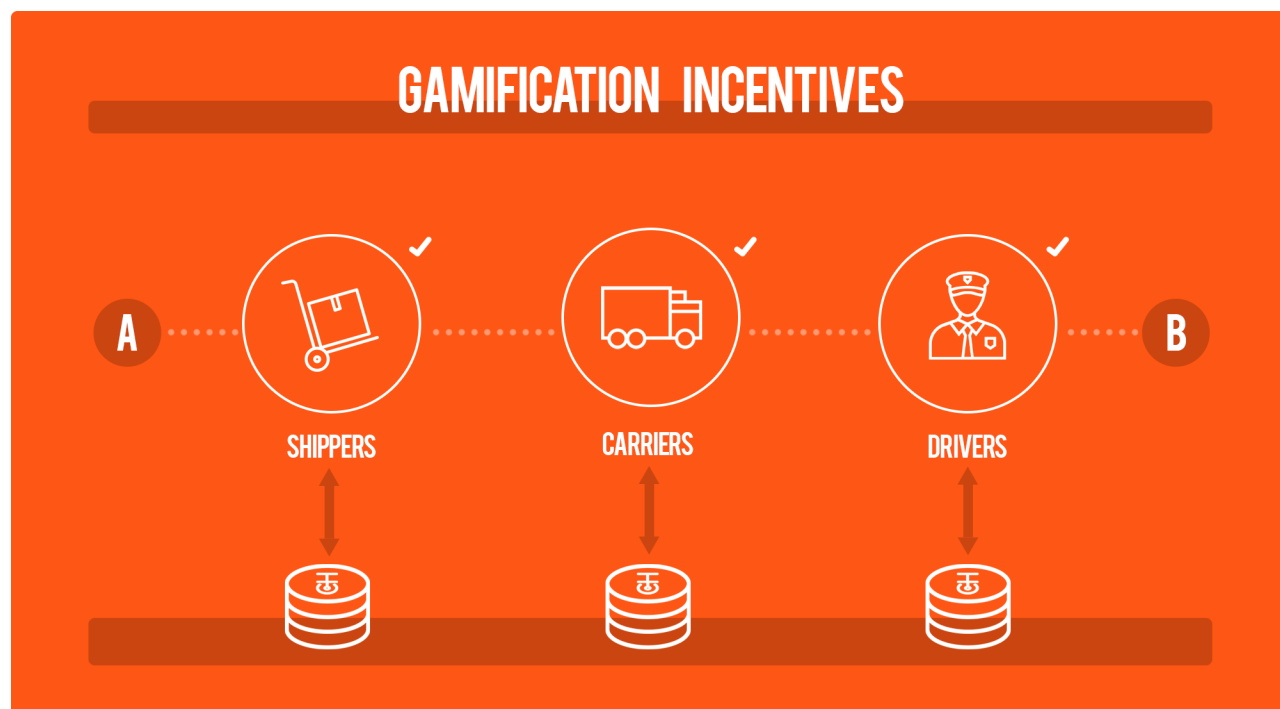 GAMIFICATION INCENTIVES
A
B
SHIPPERS
CARRIERS
DRIVERS